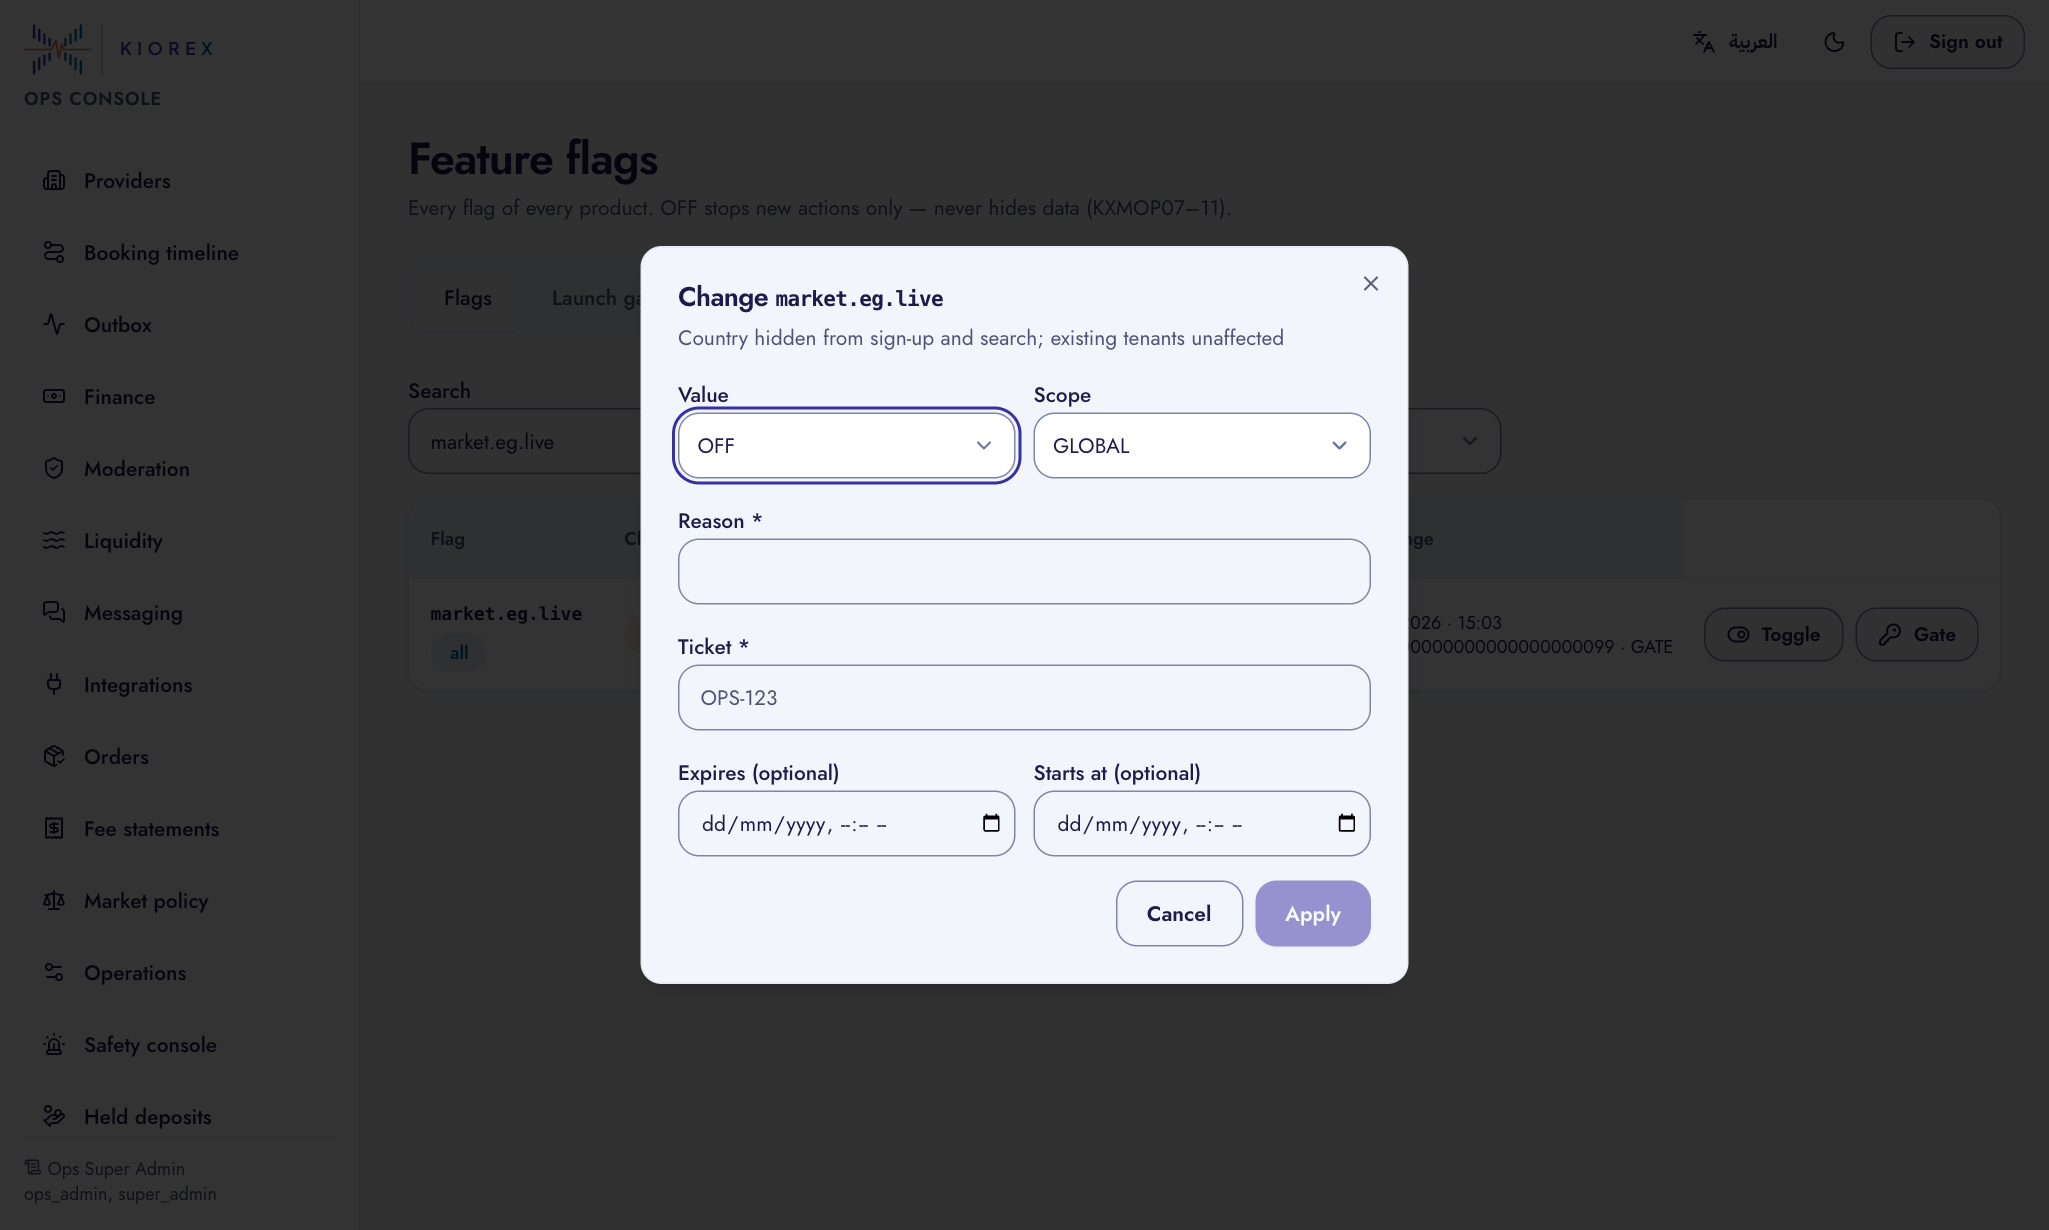 KIOREX
OPS CONSOLE
العربية
Sign out
Providers
Booking timeline
Outbox
Finance
Moderation
Liquidity
Messaging
Integrations
Orders
Fee statements
Market policy
Operations
Safety console
Held deposits
Ops Super Admin
ops_admin, super_admin
Feature flags
Every flag of every product. OFF stops new actions only — never hides data (KXMOP07–11).
Flags
Launch
Search
market.eg.live
Flag
market.eg.live
all
026 · 15:03
00000000000000000099 · GATE
Toggle
Gate
Change market.eg.live
Country hidden from sign-up and search; existing tenants unaffected
Value
Scope
OFF
GLOBAL
Reason *
Ticket *
OPS-123
Expires (optional)
Starts at (optional)
dd/mm/yyyy, --:-- --
dd/mm/yyyy, --:-- --
Cancel
Apply